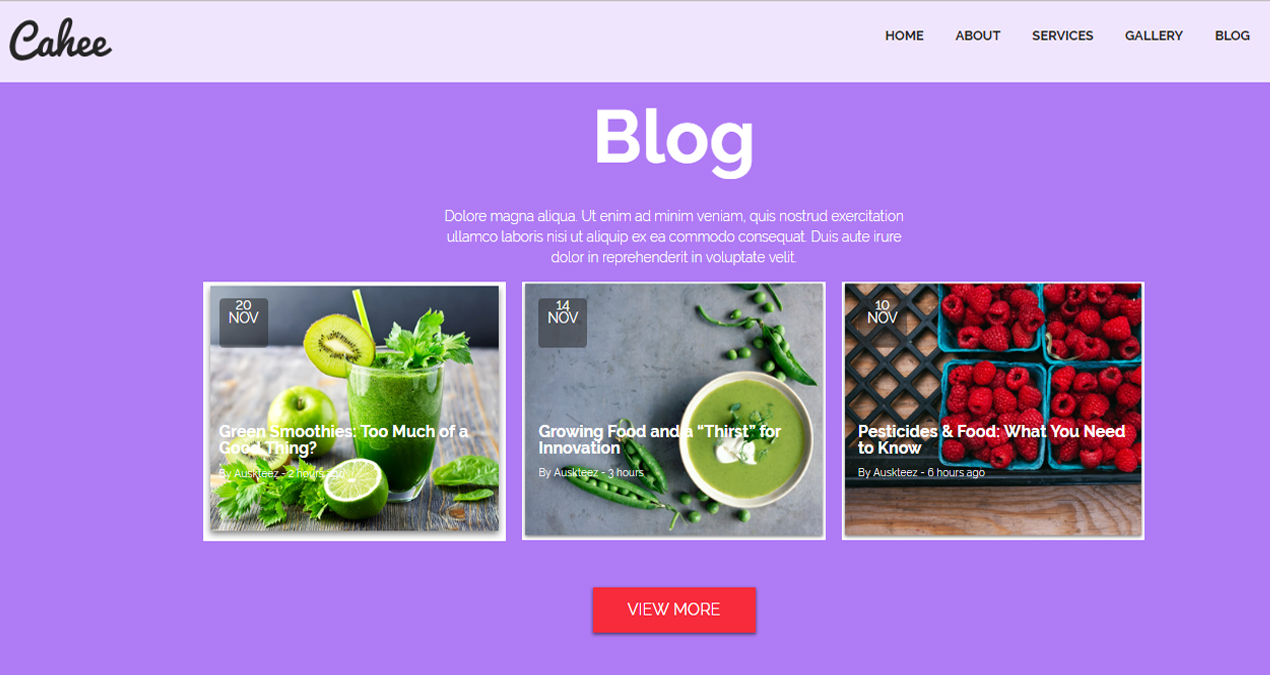 Cahee
HOME ABOUT SERVICES GALLERY BLOG
Blog
Dolore magna aliqua. Ut enim ad minim veniam, quis nostrud exercitation
ullamco laboris nisi ut aliquip ex ea commodo consequat. Duis aute irure
dolor in reprehenderit in voluptate velit.
20
NOV
Green Smoothies: Too Much of a
Good Thing?
By Auskteez - 2 hours ago
14
NOV
Growing Food and a “Thirst” for
Innovation
By Auskteez - 3 hours
10
NOV
Pesticides & Food: What You Need
to Know
By Auskteez - 6 hours ago
VIEW MORE